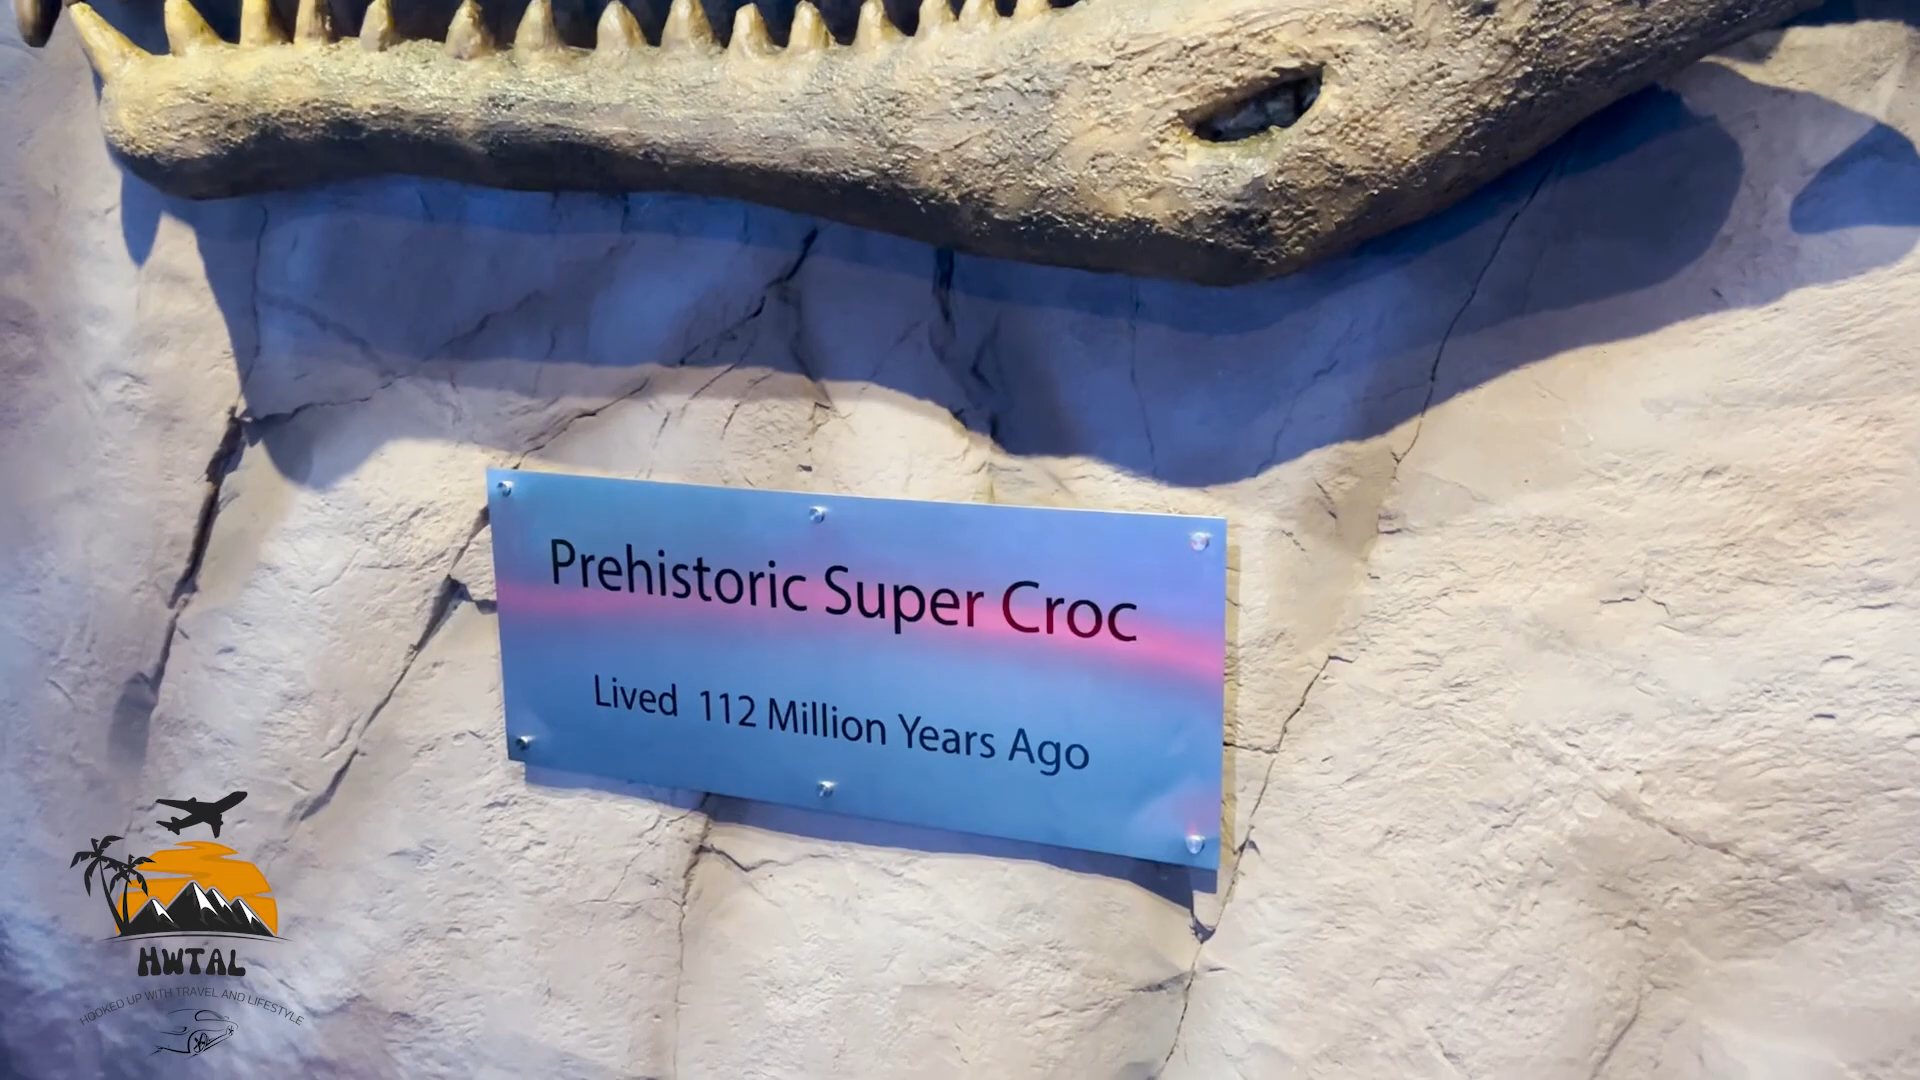 Prehistoric Super Croc
Lived 112 Million Years Ago
HWTAL
HOOKED UP WITH TRAVEL AND LIFESTYLE